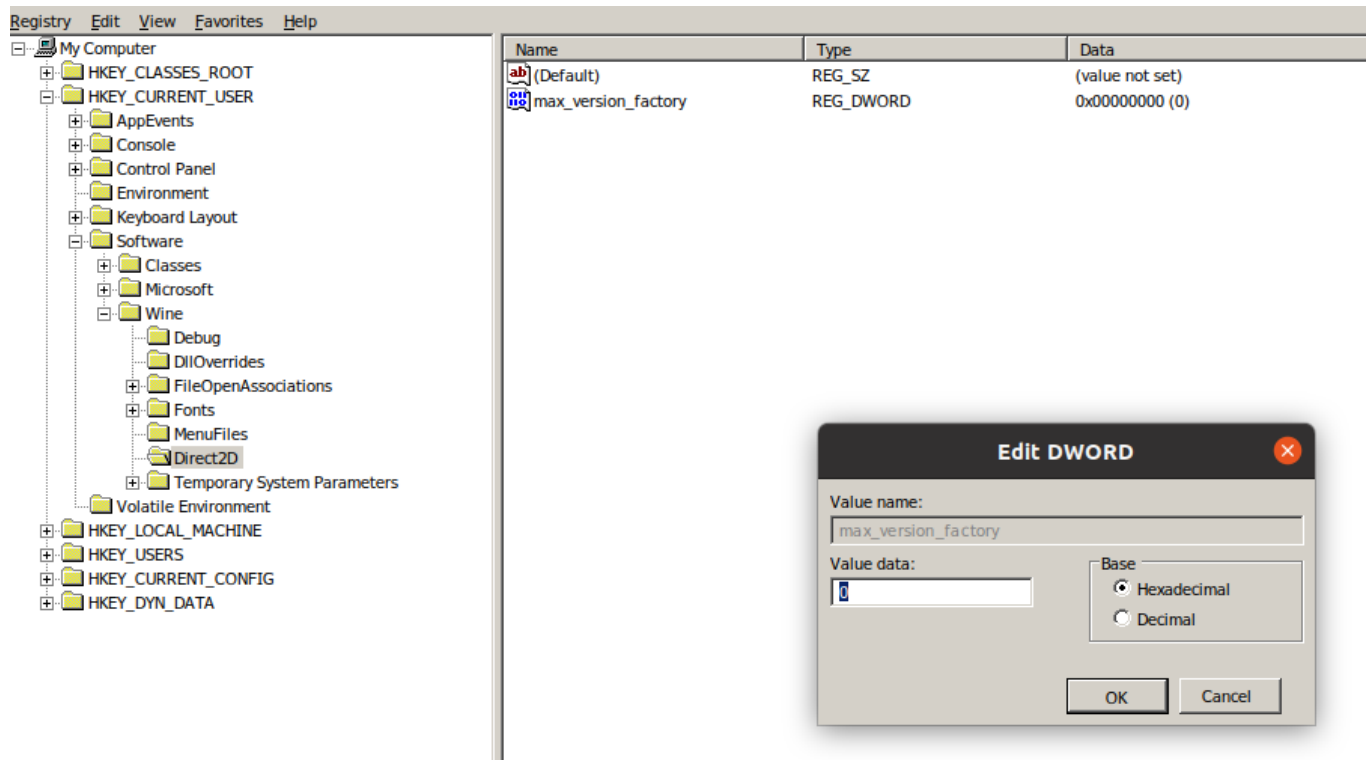 Registry Edit View Favorites Help
My Computer
HKEY_CLASSES_ROOT
HKEY_CURRENT_USER
AppEvents
Console
Control Panel
Environment
Keyboard Layout
Software
Classes
Microsoft
Wine
Debug
DllOverrides
FileOpenAssociations
Fonts
MenuFiles
Direct2D
Temporary System Parameters
Volatile Environment
HKEY_LOCAL_MACHINE
HKEY_USERS
HKEY_CURRENT_CONFIG
HKEY_DYN_DATA
Name Type Data
(Default) REG_SZ (value not set)
max_version_factory REG_DWORD 0x00000000 (0)
Edit DWORD
Value name:
max_version_factory
Value data: Base
0 Hexadecimal
Decimal
OK Cancel